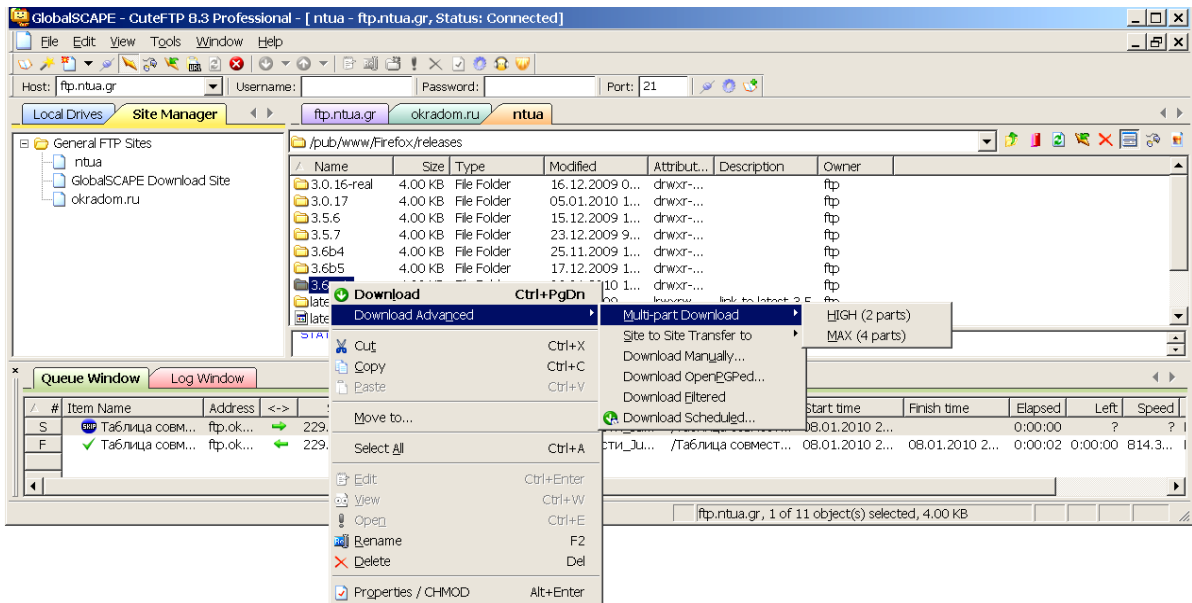 GlobalSCAPE - CuteFTP 8.3 Professional - [ ntua - ftp.ntua.gr, Status: Connected]
File Edit View Tools Window Help
Host: ftp.ntua.gr Username: Password: Port: 21
Local Drives Site Manager ftp.ntua.gr okradom.ru ntua
General FTP Sites
ntua
GlobalSCAPE Download Site
okradom.ru
/pub/www/Firefox/releases
Name Size Type Modified Attribut... Description Owner
3.0.16-real 4.00 KB File Folder 16.12.2009 0... drwxr-... ftp
3.0.17 4.00 KB File Folder 05.01.2010 1... drwxr-... ftp
3.5.6 4.00 KB File Folder 15.12.2009 1... drwxr-... ftp
3.5.7 4.00 KB File Folder 23.12.2009 9... drwxr-... ftp
3.6b4 4.00 KB File Folder 25.11.2009 1... drwxr-... ftp
3.6b5 4.00 KB File Folder 17.12.2009 1... drwxr-... ftp
3.6 10 1... drwxr-... ftp
late link to latest-3.5 ftp
late
STAT
Download Ctrl+PgDn
Download Advanced
Cut Ctrl+X
Copy Ctrl+C
Paste Ctrl+V
Move to...
Select All Ctrl+A
Edit Ctrl+Enter
View Ctrl+W
Open Ctrl+E
Rename F2
Delete Del
Properties / CHMOD Alt+Enter
Multi-part Download
Site to Site Transfer to
Download Manually...
Download OpenPGPed...
Download Filtered
Download Scheduled...
HIGH (2 parts)
MAX (4 parts)
Queue Window Log Window
# Item Name Address <-> Start time Finish time Elapsed Left Speed
S Таблица совм... ftp.ok... 229. 08.01.2010 2... 0:00:00 ? ?
F Таблица совм... ftp.ok... 229. сти_Ju... /Таблица совмест... 08.01.2010 2... 08.01.2010 2... 0:00:02 0:00:00 814.3...
ftp.ntua.gr, 1 of 11 object(s) selected, 4.00 KB